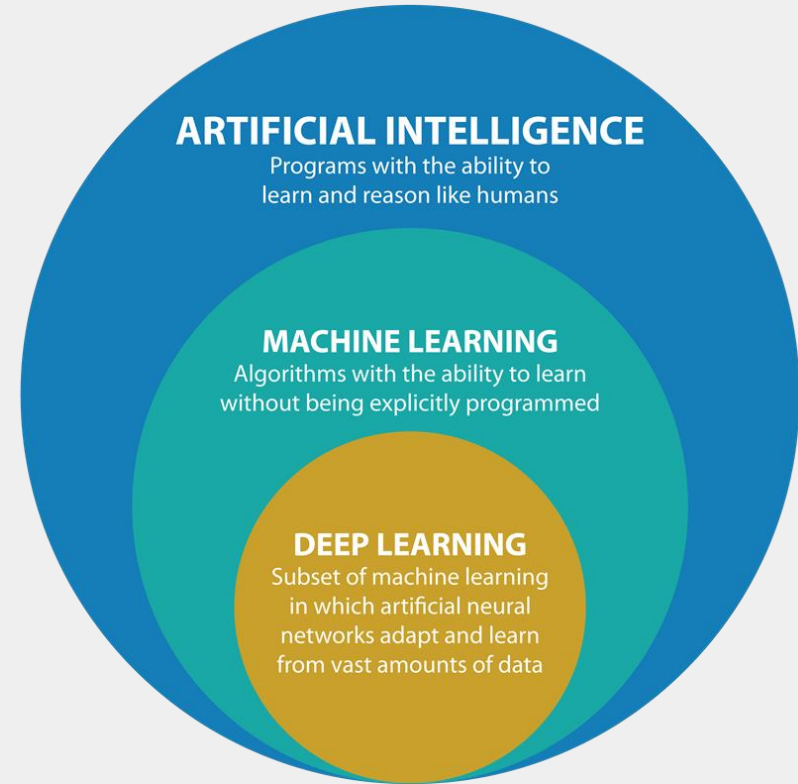 ARTIFICIAL INTELLIGENCE
Programs with the ability to
learn and reason like humans
MACHINE LEARNING
Algorithms with the ability to learn
without being explicitly programmed
DEEP LEARNING
Subset of machine learning
in which artificial neural
networks adapt and learn
from vast amounts of data